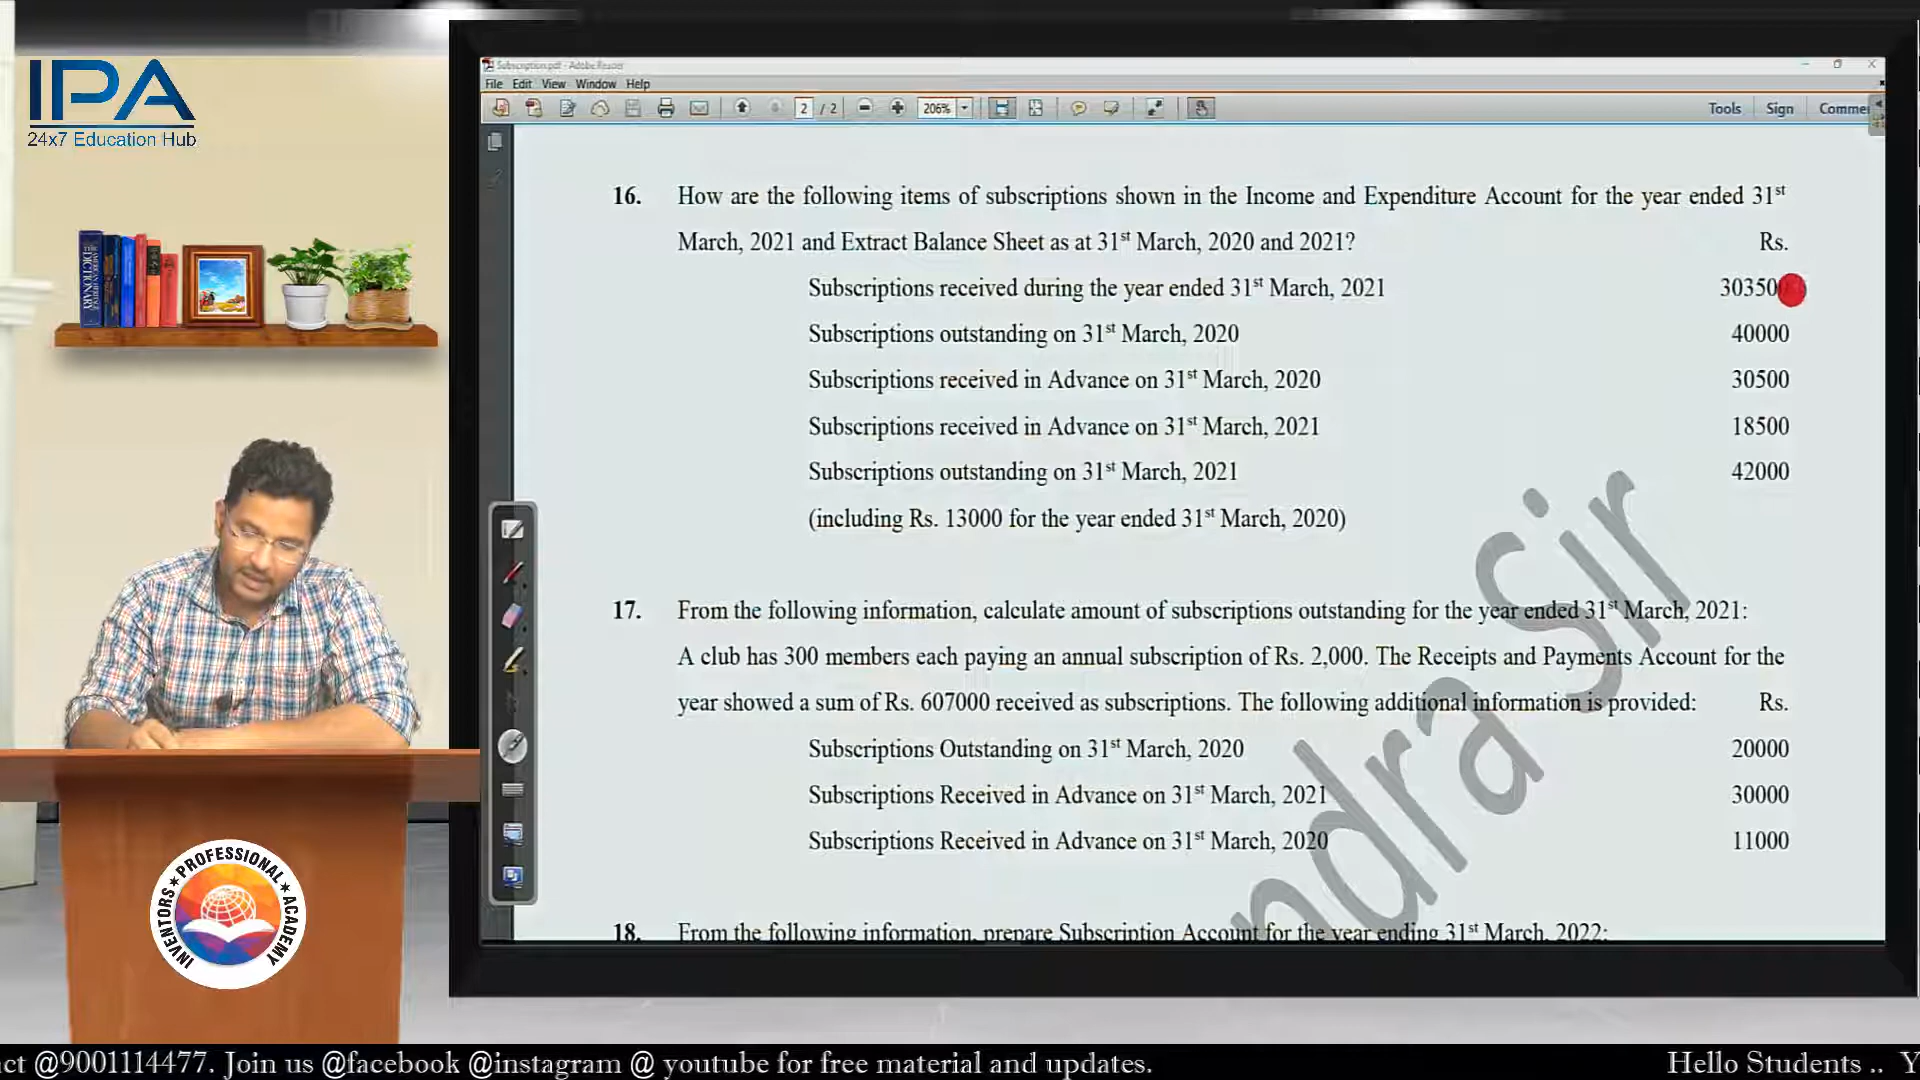 IPA
24x7 Education Hub
THE DICTIONARY
INVENTORS PROFESSIONAL ACADEMY
Subscription.pdf - Adobe Reader
File Edit View Window Help
2 / 2 206% Tools Sign Comme
16. How are the following items of subscriptions shown in the Income and Expenditure Account for the year ended 31st
March, 2021 and Extract Balance Sheet as at 31st March, 2020 and 2021? Rs.
Subscriptions received during the year ended 31st March, 2021 30350
Subscriptions outstanding on 31st March, 2020 40000
Subscriptions received in Advance on 31st March, 2020 30500
Subscriptions received in Advance on 31st March, 2021 18500
Subscriptions outstanding on 31st March, 2021 42000
(including Rs. 13000 for the year ended 31st March, 2020)
17. From the following information, calculate amount of subscriptions outstanding for the year ended 31st March, 2021:
A club has 300 members each paying an annual subscription of Rs. 2,000. The Receipts and Payments Account for the
year showed a sum of Rs. 607000 received as subscriptions. The following additional information is provided: Rs.
Subscriptions Outstanding on 31st March, 2020 20000
Subscriptions Received in Advance on 31st March, 2021 30000
Subscriptions Received in Advance on 31st March, 2020 11000
18. From the following information, prepare Subscription Account for the year ending 31st March, 2022:
ndra Sir
ct @9001114477. Join us @facebook @instagram @ youtube for free material and updates. Hello Students .. Y